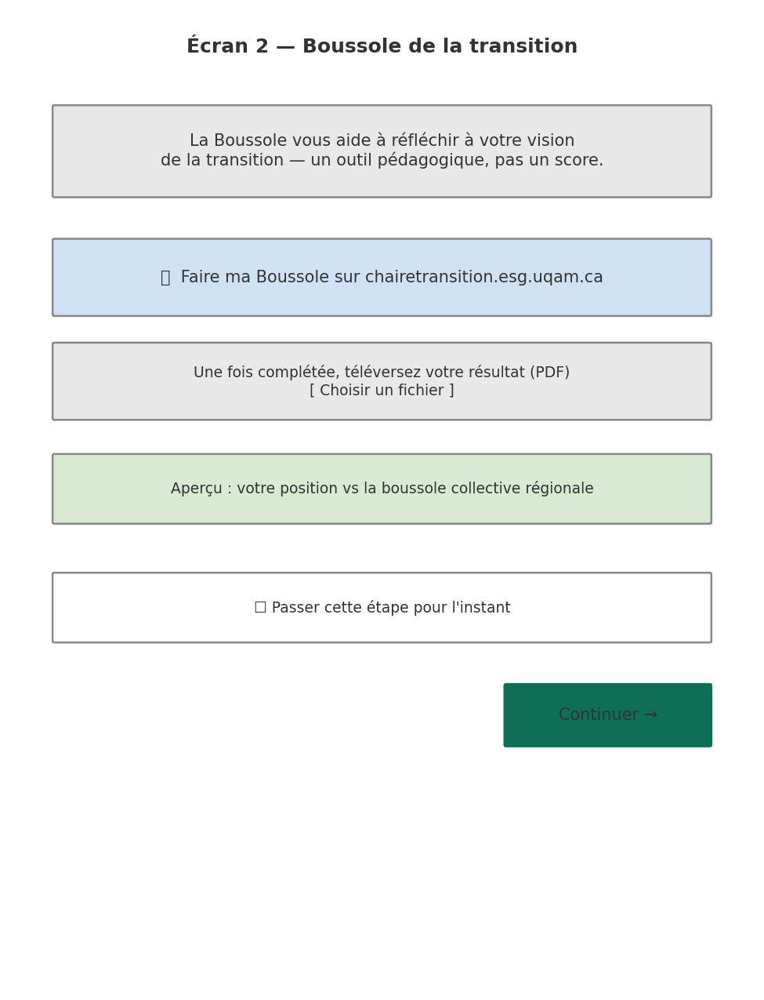 Écran 2 — Boussole de la transition
La Boussole vous aide à réfléchir à votre vision
de la transition — un outil pédagogique, pas un score.
Faire ma Boussole sur chairetransition.esg.uqam.ca
Une fois complétée, téléversez votre résultat (PDF)
[ Choisir un fichier ]
Aperçu : votre position vs la boussole collective régionale
☐ Passer cette étape pour l'instant
Continuer →